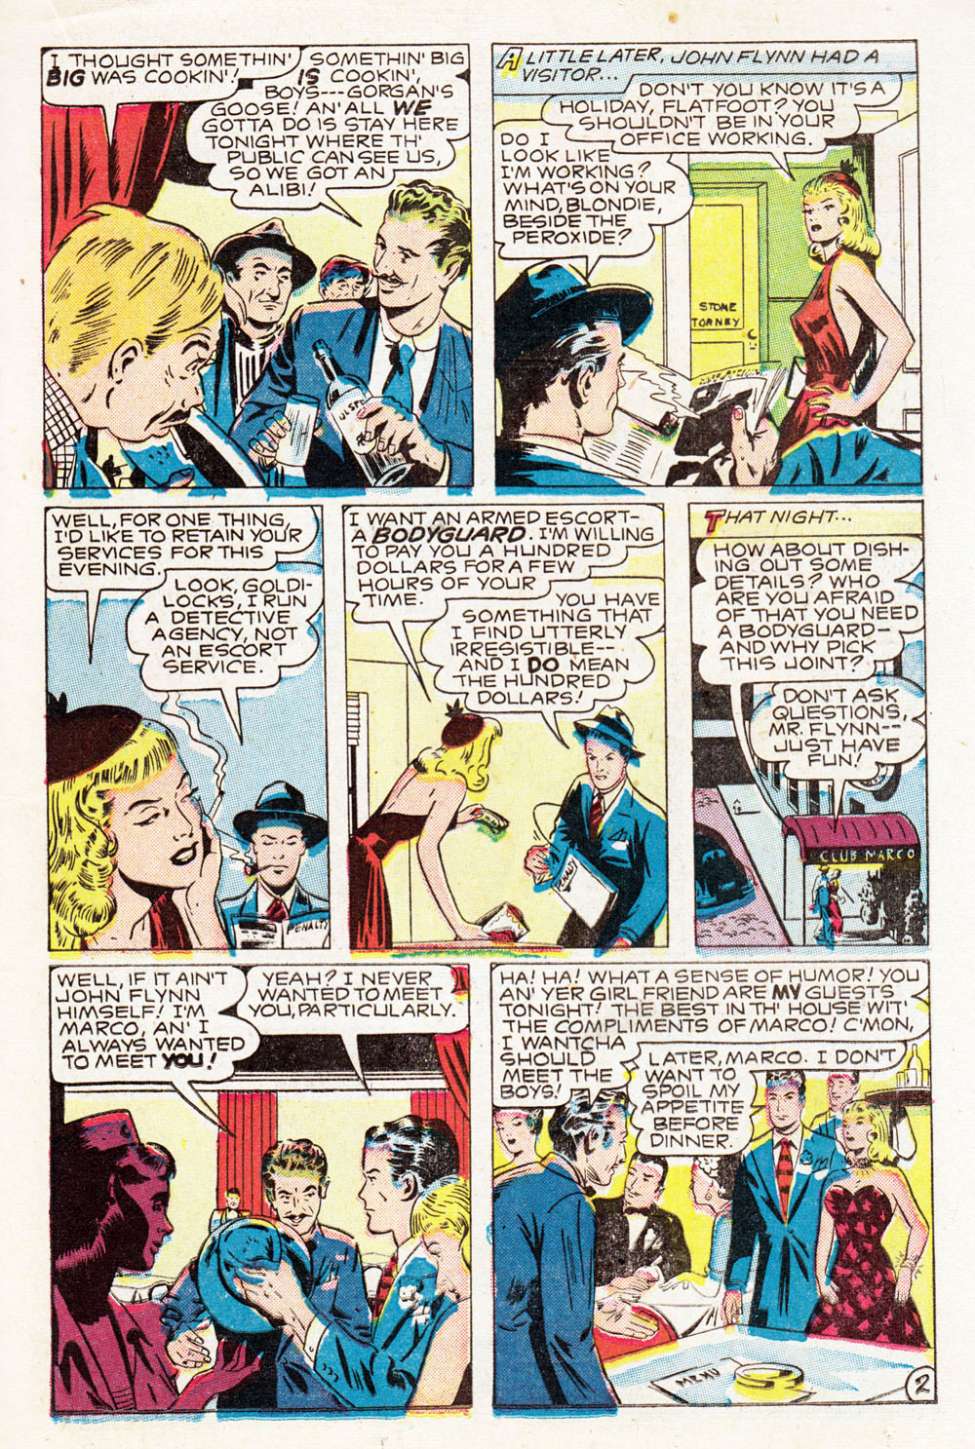 I THOUGHT SOMETHIN'
BIG WAS COOKIN'!
SOMETHIN' BIG
IS COOKIN',
BOYS---GORGAN'S
GOOSE! AN' ALL WE
GOTTA DO IS STAY HERE
TONIGHT WHERE TH'
PUBLIC CAN SEE US,
SO WE GOT AN
ALIBI!
A LITTLE LATER, JOHN FLYNN HAD A
VISITOR...
DON'T YOU KNOW IT'S A
HOLIDAY, FLATFOOT? YOU
SHOULDN'T BE IN YOUR
OFFICE WORKING.
DO I
LOOK LIKE
I'M WORKING?
WHAT'S ON YOUR
MIND, BLONDIE,
BESIDE THE
PEROXIDE?
STONE
TORNEY
WELL, FOR ONE THING,
I'D LIKE TO RETAIN YOUR
SERVICES FOR THIS
EVENING.
LOOK, GOLDI-
LOCKS, I RUN
A DETECTIVE
AGENCY, NOT
AN ESCORT
SERVICE.
PENALTY
I WANT AN ARMED ESCORT-
A BODYGUARD. I'M WILLING
TO PAY YOU A HUNDRED
DOLLARS FOR A FEW
HOURS OF YOUR
TIME.
YOU HAVE
SOMETHING THAT
I FIND UTTERLY
IRRESISTIBLE--
AND I DO MEAN
THE HUNDRED
DOLLARS!
PENALTY
THAT NIGHT...
HOW ABOUT DISH-
ING OUT SOME
DETAILS? WHO
ARE YOU AFRAID
OF THAT YOU NEED
A BODYGUARD-
AND WHY PICK
THIS JOINT?
DON'T ASK
QUESTIONS,
MR. FLYNN--
JUST HAVE
FUN!
CLUB MARCO
WELL, IF IT AIN'T
JOHN FLYNN
HIMSELF! I'M
MARCO, AN' I
ALWAYS WANTED
TO MEET YOU!
YEAH? I NEVER
WANTED TO MEET
YOU, PARTICULARLY.
HA! HA! WHAT A SENSE OF HUMOR! YOU
AN' YER GIRL FRIEND ARE MY GUESTS
TONIGHT! THE BEST IN TH' HOUSE WIT'
THE COMPLIMENTS OF MARCO! C'MON,
I WANTCHA
SHOULD
MEET THE
BOYS!
LATER, MARCO. I DON'T
WANT TO
SPOIL MY
APPETITE
BEFORE
DINNER.
MENU
2